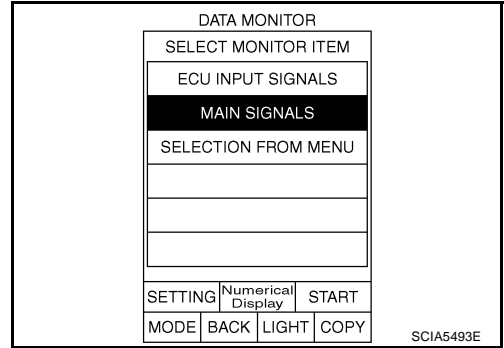 DATA MONITOR
SELECT MONITOR ITEM
ECU INPUT SIGNALS
MAIN SIGNALS
SELECTION FROM MENU
SETTING Numerical Display START
MODE BACK LIGHT COPY
SCIA5493E